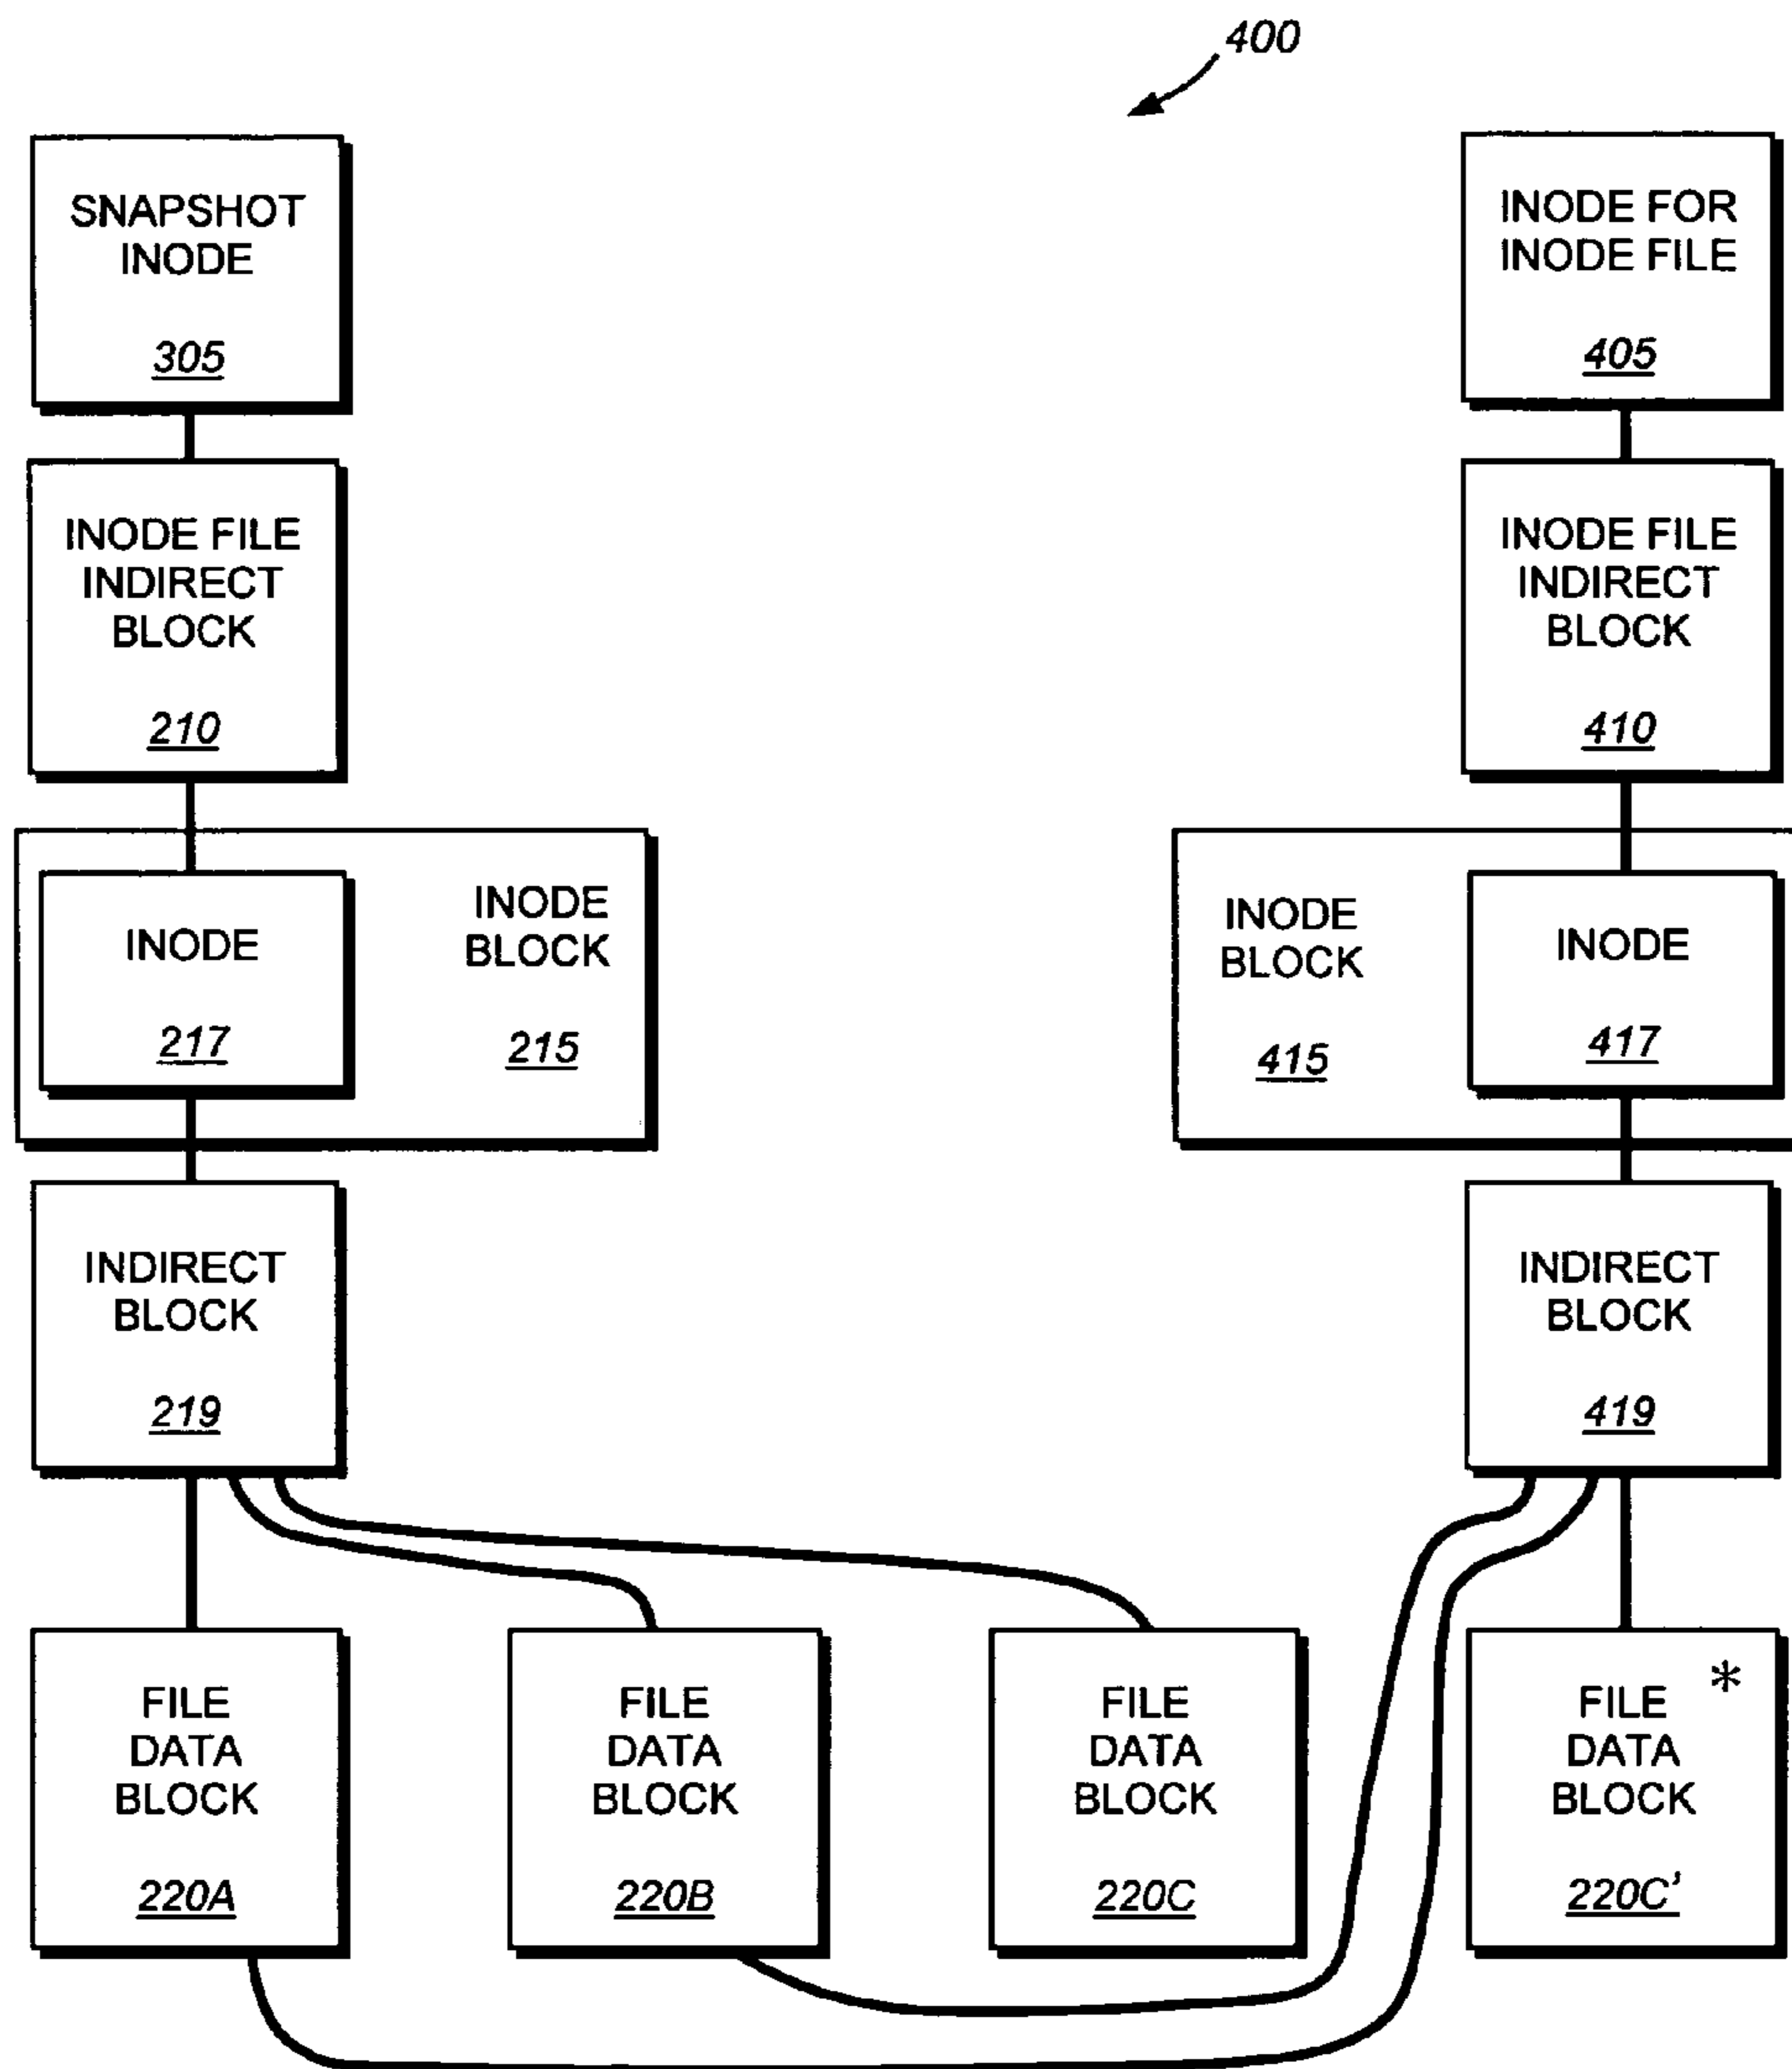 400
SNAPSHOT
INODE
305
INODE FOR
INODE FILE
405
INODE FILE
INDIRECT
BLOCK
210
INODE FILE
INDIRECT
BLOCK
410
INODE
217
INODE
BLOCK
215
INODE
BLOCK
415
INODE
417
INDIRECT
BLOCK
219
INDIRECT
BLOCK
419
FILE
DATA
BLOCK
220A
FILE
DATA
BLOCK
220B
FILE
DATA
BLOCK
220C
*
FILE
DATA
BLOCK
220C'